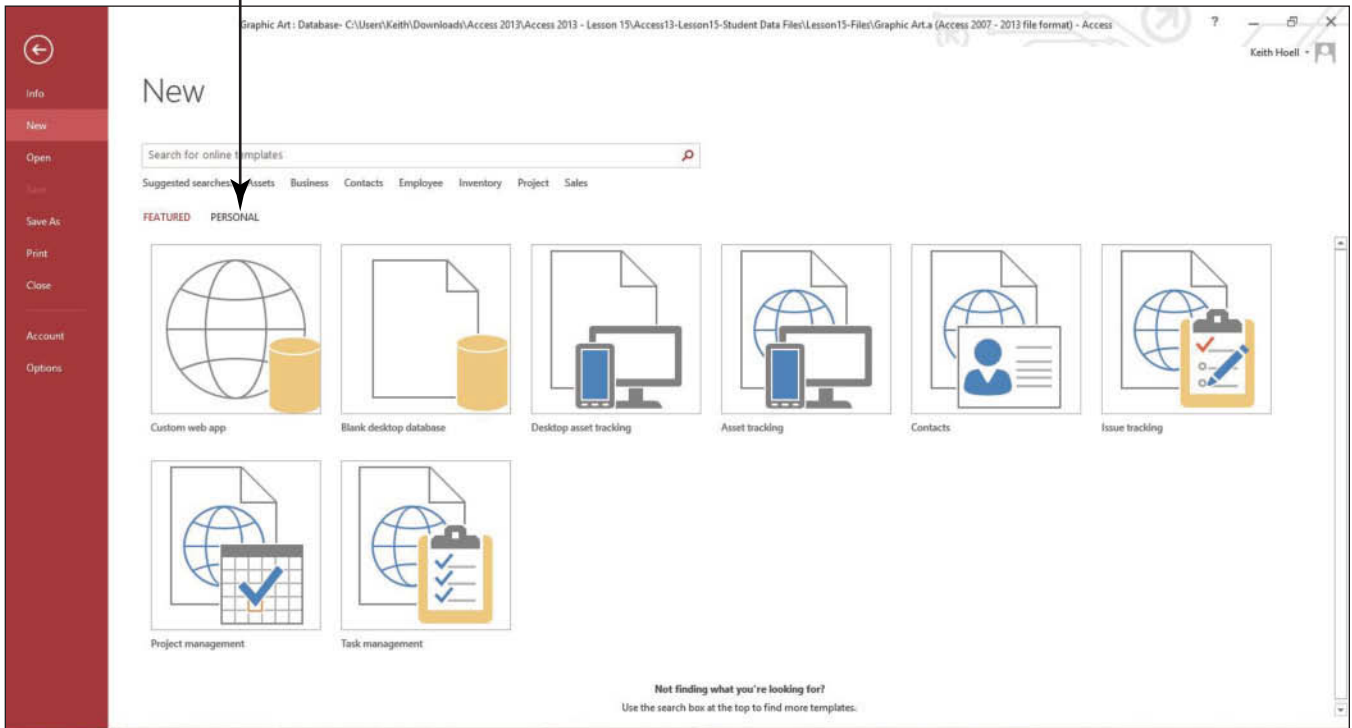 Graphic Art : Database- C:\Users\Keith\Downloads\Access 2013\Access 2013 - Lesson 15\Access13-Lesson15-Student Data Files\Lesson15-Files\Graphic Art.a (Access 2007 - 2013 file format) - Access
?
Keith Hoell
Info
New
Open
Save
Save As
Print
Close
Account
Options
New
Search for online templates
Suggested searches: Assets Business Contacts Employee Inventory Project Sales
FEATURED PERSONAL
Custom web app Blank desktop database Desktop asset tracking Asset tracking Contacts Issue tracking
Project management Task management
Not finding what you're looking for?
Use the search box at the top to find more templates.